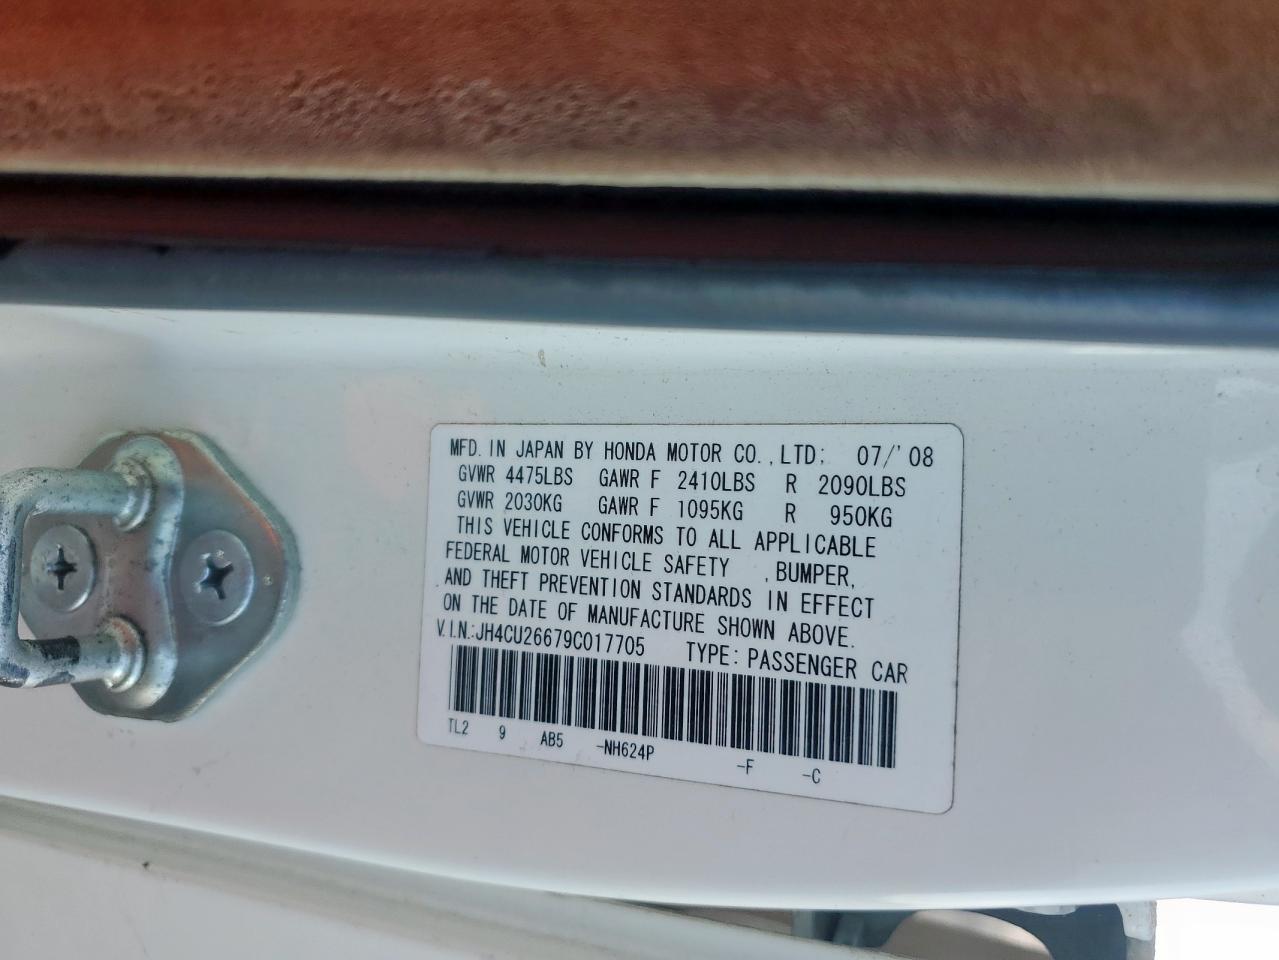 MFD. IN JAPAN BY HONDA MOTOR CO., LTD; 07/'08
GVWR 4475LBS GAWR F 2410LBS R 2090LBS
GVWR 2030KG GAWR F 1095KG R 950KG
THIS VEHICLE CONFORMS TO ALL APPLICABLE
FEDERAL MOTOR VEHICLE SAFETY , BUMPER,
AND THEFT PREVENTION STANDARDS IN EFFECT
ON THE DATE OF MANUFACTURE SHOWN ABOVE.
V.I.N.:JH4CU26679C017705 TYPE: PASSENGER CAR
TL2 9 AB5 -NH624P -F -C